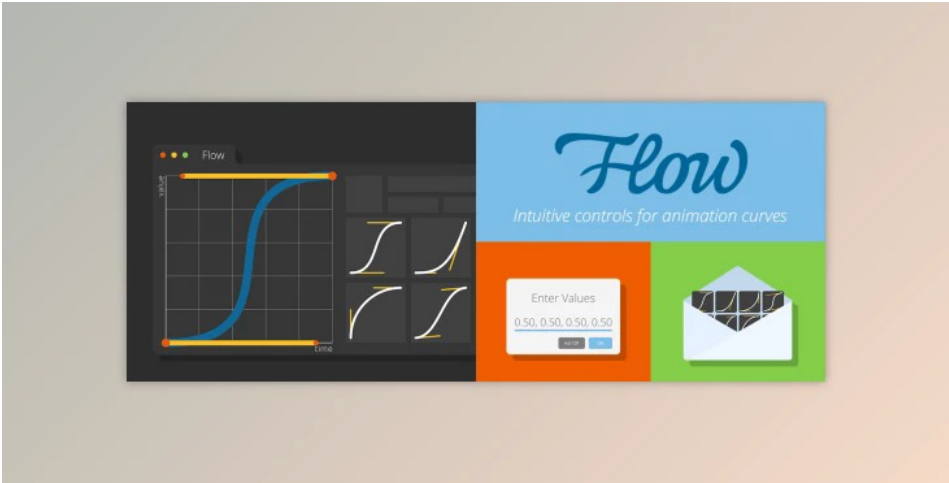 Flow
value
time
Flow
Intuitive controls for animation curves
Enter Values
0.50, 0.50, 0.50, 0.50